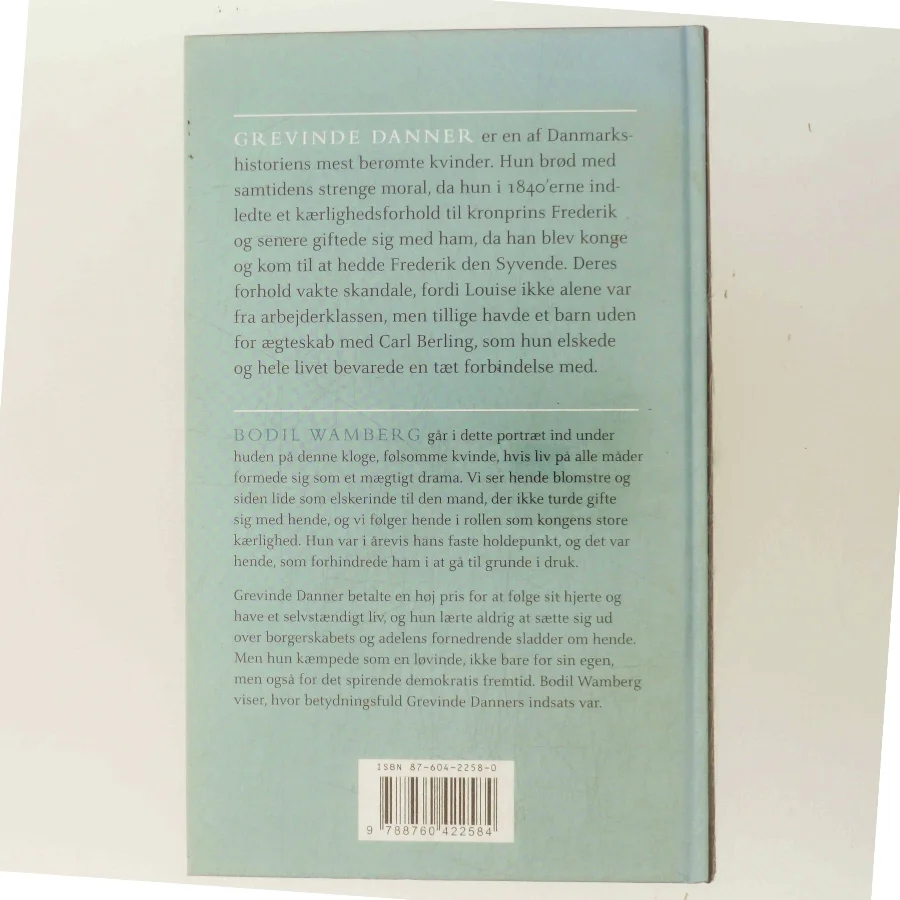 GREVINDE DANNER er en af Danmarks-
historiens mest berømte kvinder. Hun brød med
samtidens strenge moral, da hun i 1840'erne ind-
ledte et kærlighedsforhold til kronprins Frederik
og senere giftede sig med ham, da han blev konge
og kom til at hedde Frederik den Syvende. Deres
forhold vakte skandale, fordi Louise ikke alene var
fra arbejderklassen, men tillige havde et barn uden
for ægteskab med Carl Berling, som hun elskede
og hele livet bevarede en tæt forbindelse med.
BODIL WAMBERG går i dette portræt ind under
huden på denne kloge, følsomme kvinde, hvis liv på alle måder
formede sig som et mægtigt drama. Vi ser hende blomstre og
siden lide som elskerinde til den mand, der ikke turde gifte
sig med hende, og vi følger hende i rollen som kongens store
kærlighed. Hun var i årevis hans faste holdepunkt, og det var
hende, som forhindrede ham i at gå til grunde i druk.
Grevinde Danner betalte en høj pris for at følge sit hjerte og
have et selvstændigt liv, og hun lærte aldrig at sætte sig ud
over borgerskabets og adelens fornedrende sladder om hende.
Men hun kæmpede som en løvinde, ikke bare for sin egen,
men også for det spirende demokratis fremtid. Bodil Wamberg
viser, hvor betydningsfuld Grevinde Danners indsats var.
ISBN 87-604-2258-0
9 788760 422584